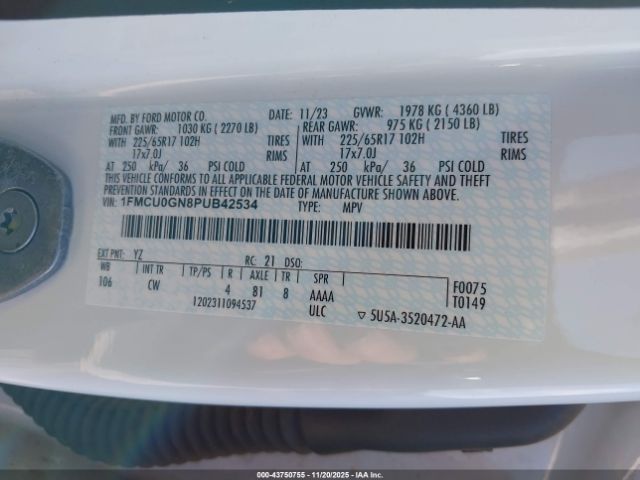 MFD. BY FORD MOTOR CO. DATE: 11/23 GVWR: 1978 KG ( 4360 LB)
FRONT GAWR: 1030 KG ( 2270 LB) REAR GAWR: 975 KG ( 2150 LB)
WITH 225/65R17 102H TIRES WITH 225/65R17 102H TIRES
17x7.0J RIMS 17x7.0J RIMS
AT 250 kPa/ 36 PSI COLD AT 250 kPa/ 36 PSI COLD
THIS VEHICLE CONFORMS TO ALL APPLICABLE FEDERAL MOTOR VEHICLE SAFETY AND THEFT
PREVENTION STANDARDS IN EFFECT ON THE DATE OF MANUFACTURE SHOWN ABOVE.
VIN: 1FMCU0GN8PUB42534 TYPE: MPV
EXT PNT: YZ RC: 21 DSO:
WB INT TR TP/PS R AXLE TR SPR
106 CW 4 81 8 AAAA
ULC
F0075
T0149
1202311094537
▽ 5U5A-3520472-AA
000-43750755 - 11/20/2025 - IAA Inc.